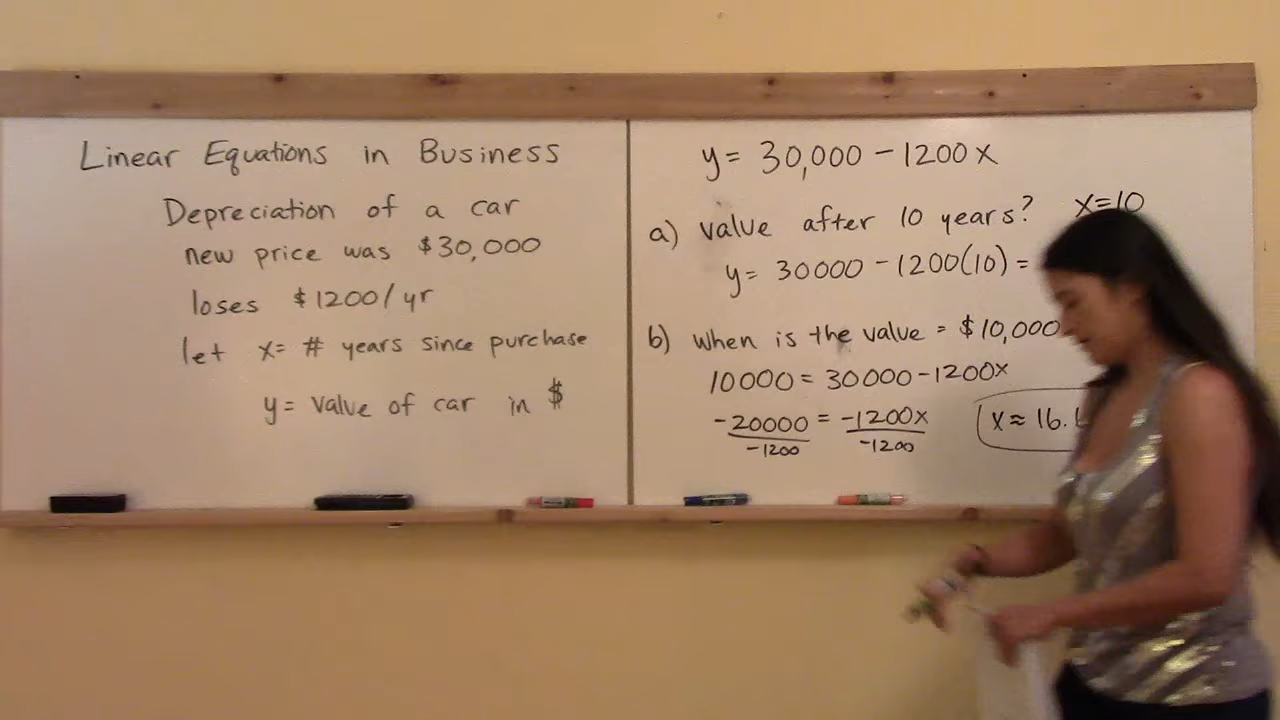 Linear Equations in Business
Depreciation of a car
new price was $30,000
loses $1200/yr
let x= # years since purchase
y= value of car in $
y= 30,000 -1200x
a) value after 10 years? x=10
y= 30000 -1200(10) =
b) when is the value = $10,000
10000 = 30000-1200x
-20000 = -1200x
-1200 -1200
x≈ 16.